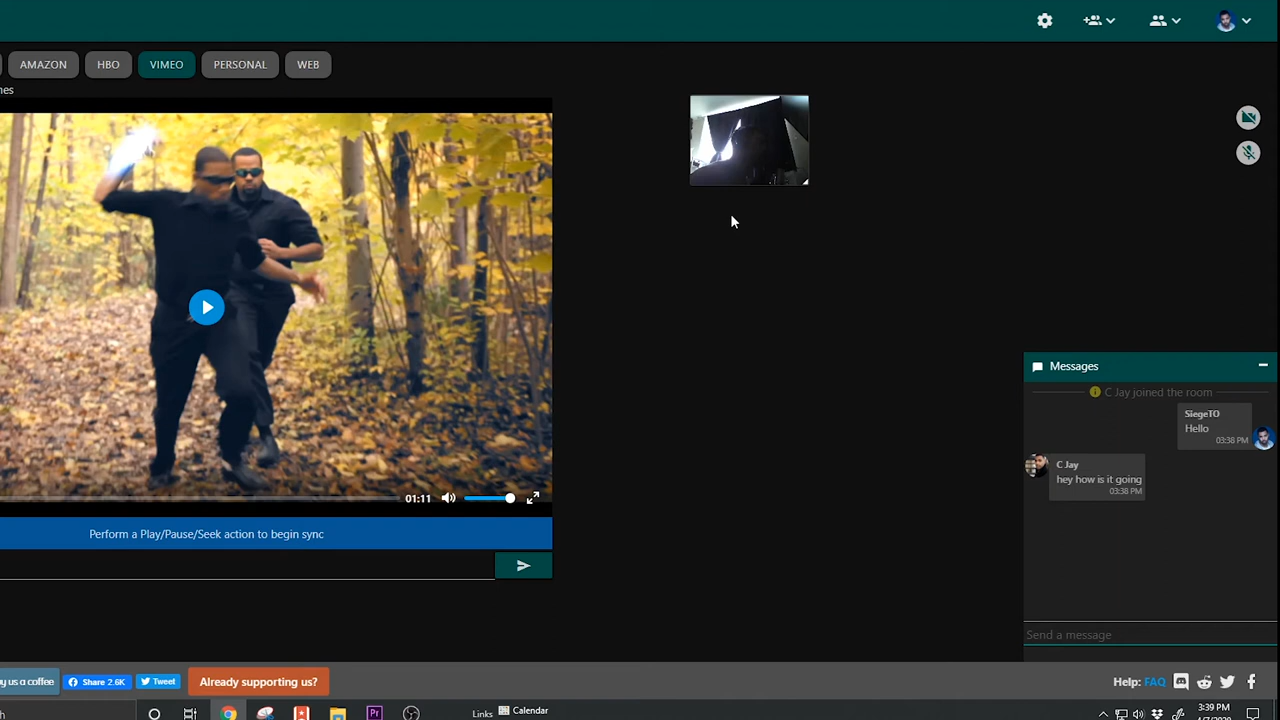 AMAZON
HBO
VIMEO
PERSONAL
WEB
nes
01:11
Perform a Play/Pause/Seek action to begin sync
Messages
C Jay joined the room
SiegeTO
Hello
03:38 PM
C Jay
hey how is it going
03:38 PM
Send a message
y us a coffee
Share 2.6K
Tweet
Already supporting us?
Help: FAQ
Pr
Links
Calendar
3:39 PM